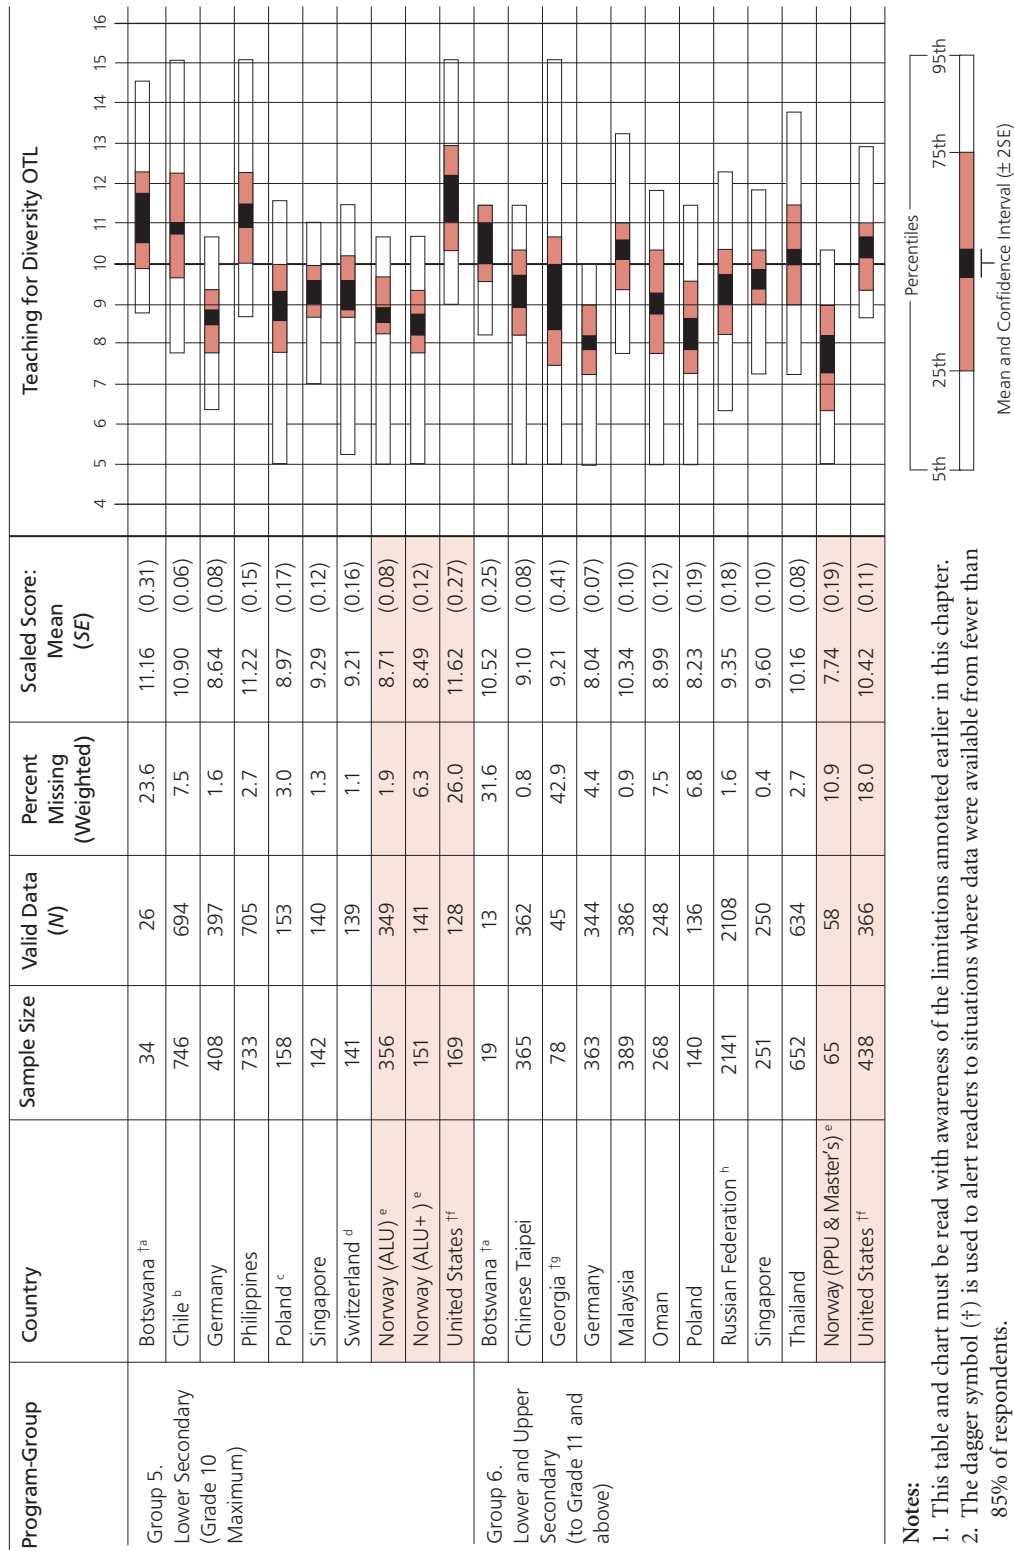 Program-Group Country Sample Size Valid Data (N) Percent Missing (Weighted) Scaled Score: Mean (SE) Teaching for Diversity OTL
4 5 6 7 8 9 10 11 12 13 14 15 16
Group 5.
Lower Secondary
(Grade 10
Maximum)
Botswana †a 34 26 23.6 11.16 (0.31)
Chile b 746 694 7.5 10.90 (0.06)
Germany 408 397 1.6 8.64 (0.08)
Philippines 733 705 2.7 11.22 (0.15)
Poland c 158 153 3.0 8.97 (0.17)
Singapore 142 140 1.3 9.29 (0.12)
Switzerland d 141 139 1.1 9.21 (0.16)
Norway (ALU) e 356 349 1.9 8.71 (0.08)
Norway (ALU+ ) e 151 141 6.3 8.49 (0.12)
United States †f 169 128 26.0 11.62 (0.27)
Group 6.
Lower and Upper
Secondary
(to Grade 11 and
above)
Botswana †a 19 13 31.6 10.52 (0.25)
Chinese Taipei 365 362 0.8 9.10 (0.08)
Georgia †g 78 45 42.9 9.21 (0.41)
Germany 363 344 4.4 8.04 (0.07)
Malaysia 389 386 0.9 10.34 (0.10)
Oman 268 248 7.5 8.99 (0.12)
Poland 140 136 6.8 8.23 (0.19)
Russian Federation h 2141 2108 1.6 9.35 (0.18)
Singapore 251 250 0.4 9.60 (0.10)
Thailand 652 634 2.7 10.16 (0.08)
Norway (PPU & Master's) e 65 58 10.9 7.74 (0.19)
United States †f 438 366 18.0 10.42 (0.11)
Notes:
1. This table and chart must be read with awareness of the limitations annotated earlier in this chapter.
2. The dagger symbol (†) is used to alert readers to situations where data were available from fewer than
85% of respondents.
Percentiles
5th 25th 75th 95th
Mean and Confidence Interval (± 2SE)